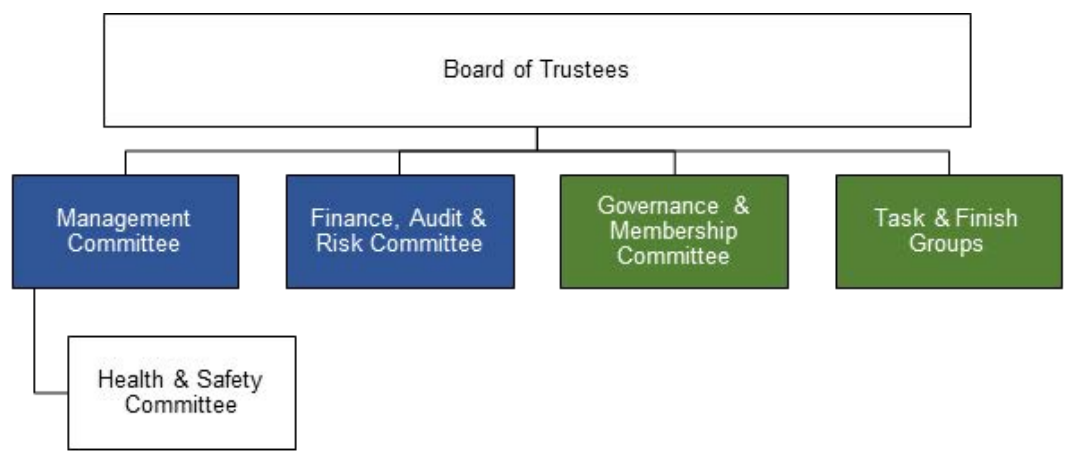 Board of Trustees
Management
Committee
Finance, Audit &
Risk Committee
Governance &
Membership
Committee
Task & Finish
Groups
Health & Safety
Committee